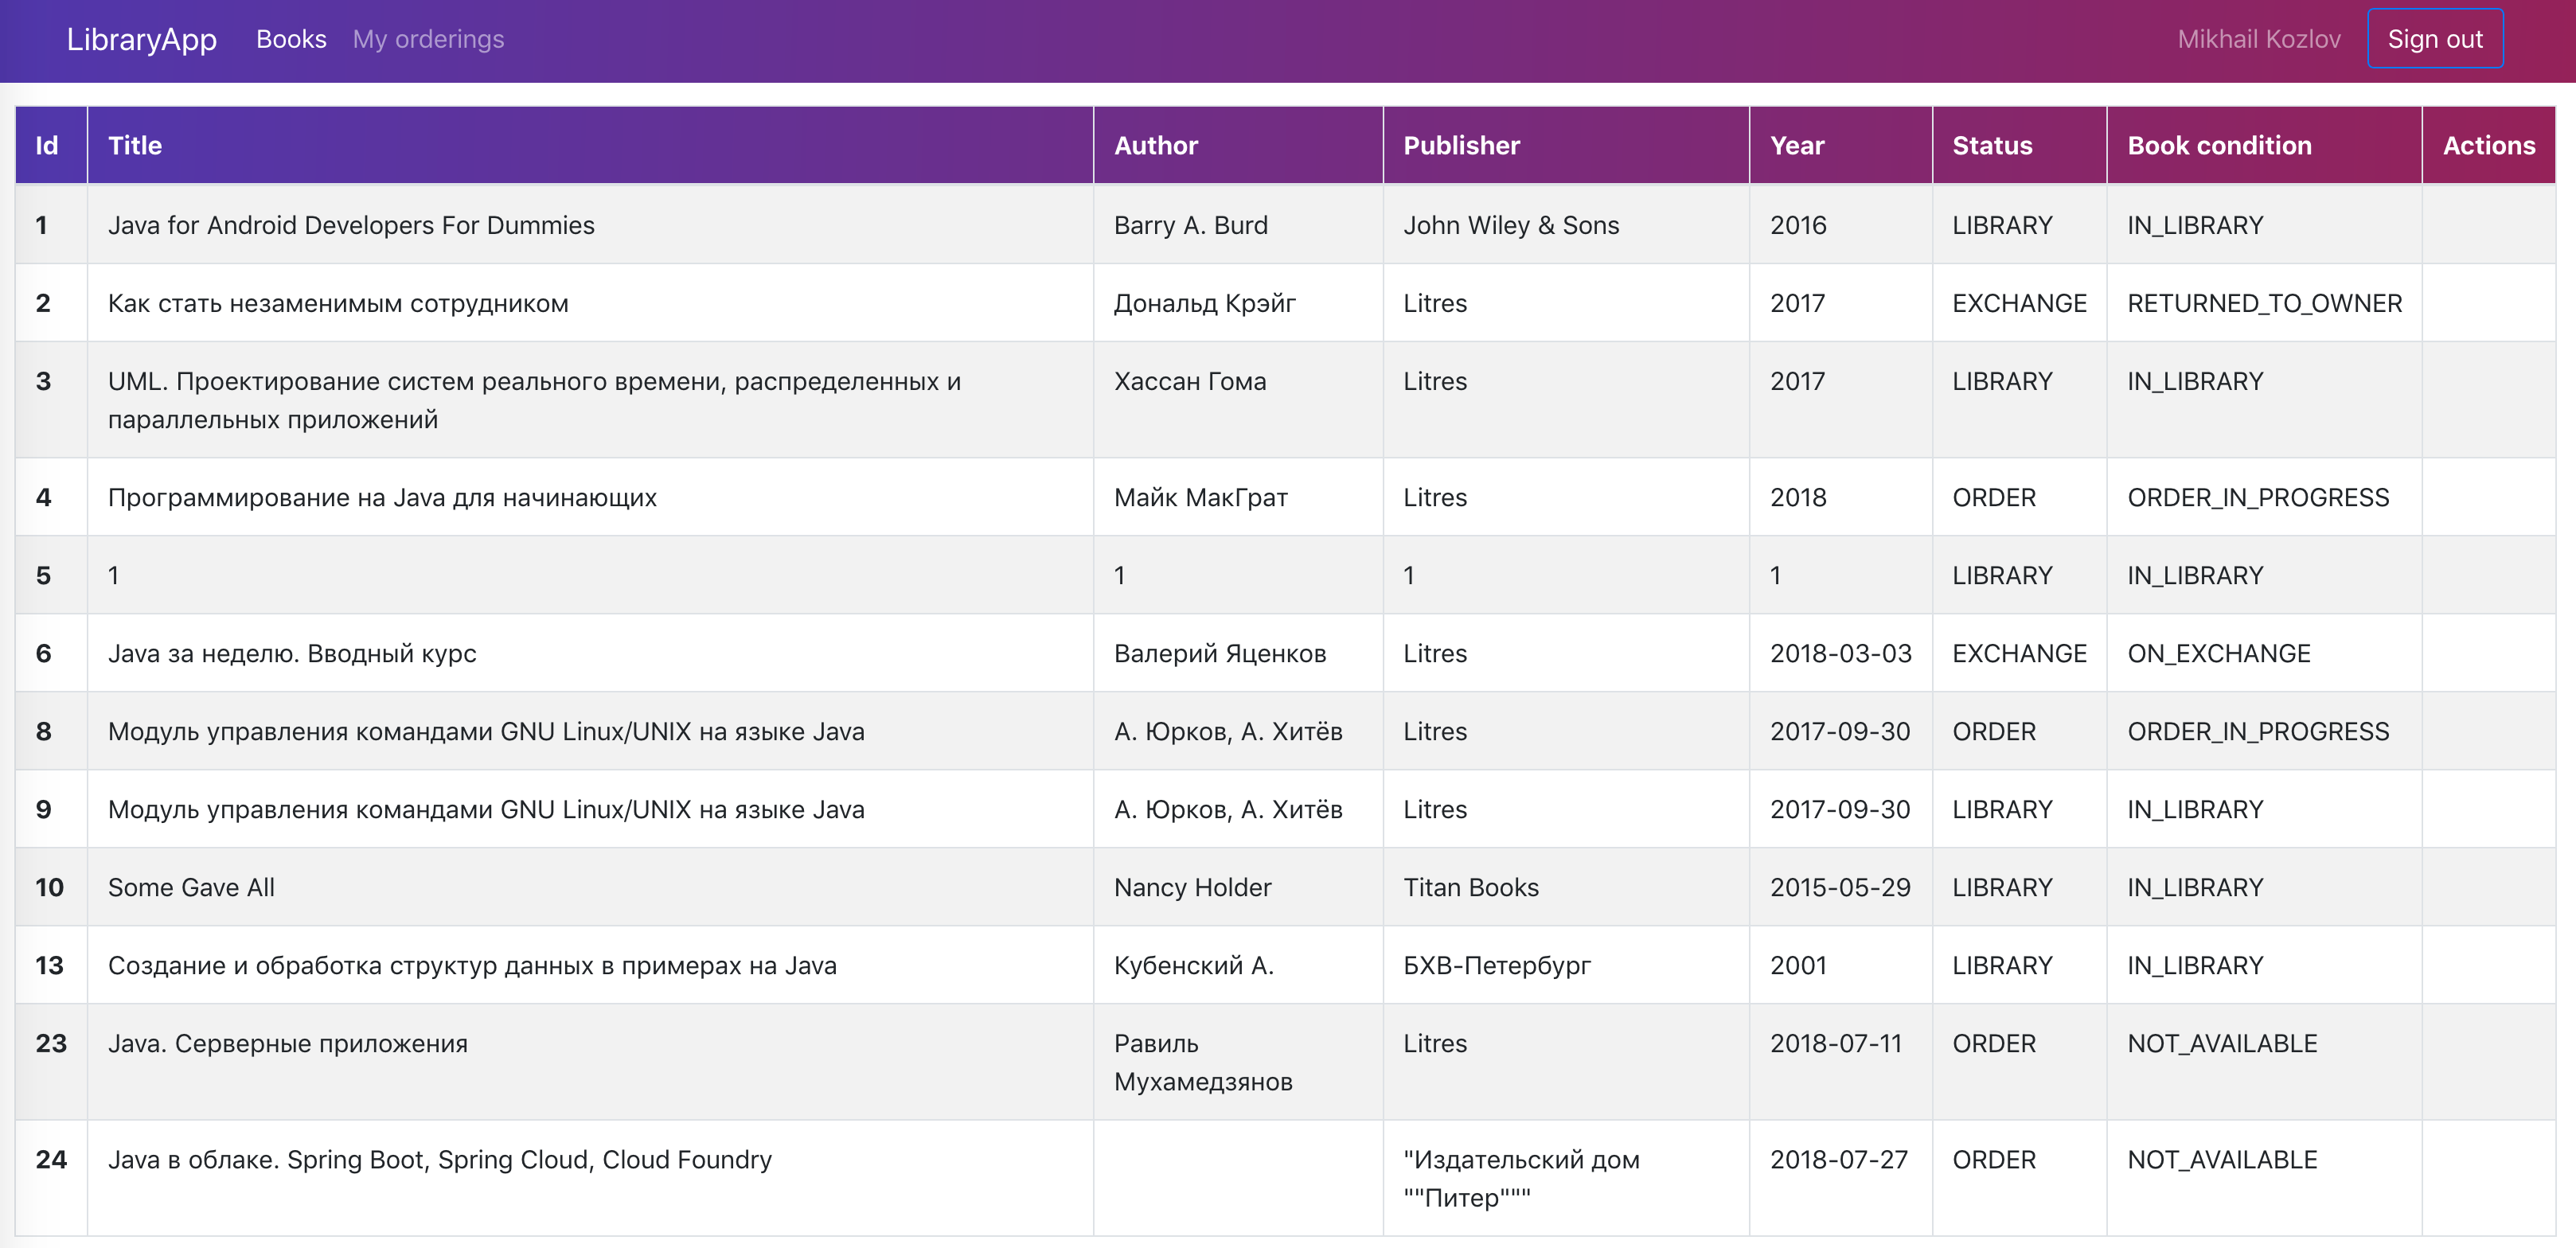 LibraryApp Books My orderings Mikhail Kozlov Sign out
Id Title Author Publisher Year Status Book condition Actions
1 Java for Android Developers For Dummies Barry A. Burd John Wiley & Sons 2016 LIBRARY IN_LIBRARY
2 Как стать незаменимым сотрудником Дональд Крэйг Litres 2017 EXCHANGE RETURNED_TO_OWNER
3 UML. Проектирование систем реального времени, распределенных и Хассан Гома Litres 2017 LIBRARY IN_LIBRARY
параллельных приложений
4 Программирование на Java для начинающих Майк МакГрат Litres 2018 ORDER ORDER_IN_PROGRESS
5 1 1 1 1 LIBRARY IN_LIBRARY
6 Java за неделю. Вводный курс Валерий Яценков Litres 2018-03-03 EXCHANGE ON_EXCHANGE
8 Модуль управления командами GNU Linux/UNIX на языке Java А. Юрков, А. Хитёв Litres 2017-09-30 ORDER ORDER_IN_PROGRESS
9 Модуль управления командами GNU Linux/UNIX на языке Java А. Юрков, А. Хитёв Litres 2017-09-30 LIBRARY IN_LIBRARY
10 Some Gave All Nancy Holder Titan Books 2015-05-29 LIBRARY IN_LIBRARY
13 Создание и обработка структур данных в примерах на Java Кубенский А. БХВ-Петербург 2001 LIBRARY IN_LIBRARY
23 Java. Серверные приложения Равиль Litres 2018-07-11 ORDER NOT_AVAILABLE
Мухамедзянов
24 Java в облаке. Spring Boot, Spring Cloud, Cloud Foundry "Издательский дом 2018-07-27 ORDER NOT_AVAILABLE
""Питер"""